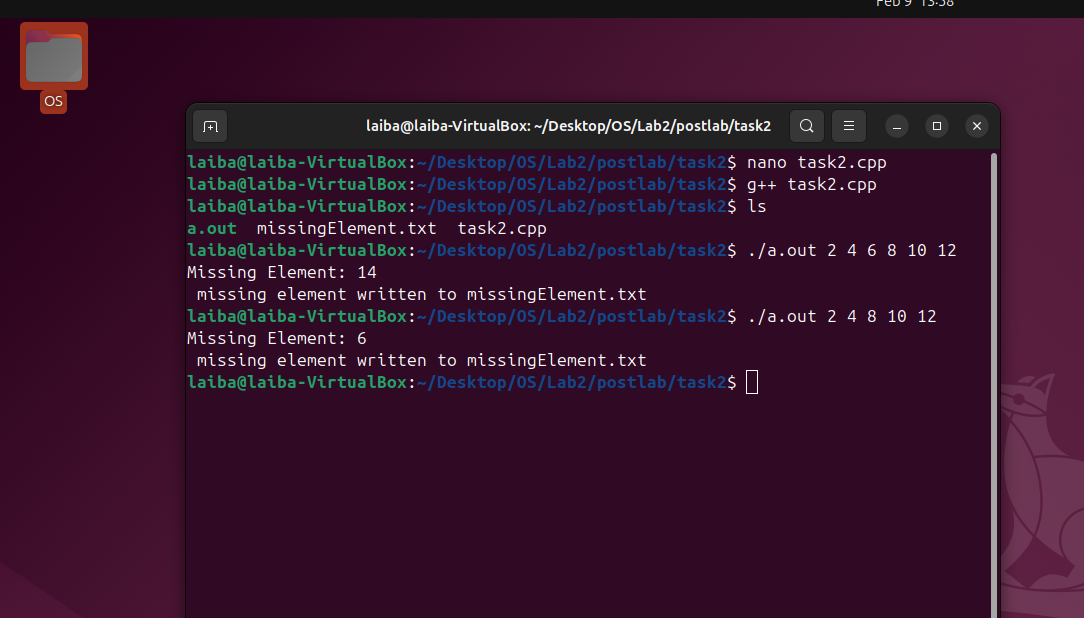 Feb 9 13:58
OS
laiba@laiba-VirtualBox: ~/Desktop/OS/Lab2/postlab/task2
laiba@laiba-VirtualBox:~/Desktop/OS/Lab2/postlab/task2$ nano task2.cpp
laiba@laiba-VirtualBox:~/Desktop/OS/Lab2/postlab/task2$ g++ task2.cpp
laiba@laiba-VirtualBox:~/Desktop/OS/Lab2/postlab/task2$ ls
a.out  missingElement.txt  task2.cpp
laiba@laiba-VirtualBox:~/Desktop/OS/Lab2/postlab/task2$ ./a.out 2 4 6 8 10 12
Missing Element: 14
 missing element written to missingElement.txt
laiba@laiba-VirtualBox:~/Desktop/OS/Lab2/postlab/task2$ ./a.out 2 4 8 10 12
Missing Element: 6
 missing element written to missingElement.txt
laiba@laiba-VirtualBox:~/Desktop/OS/Lab2/postlab/task2$